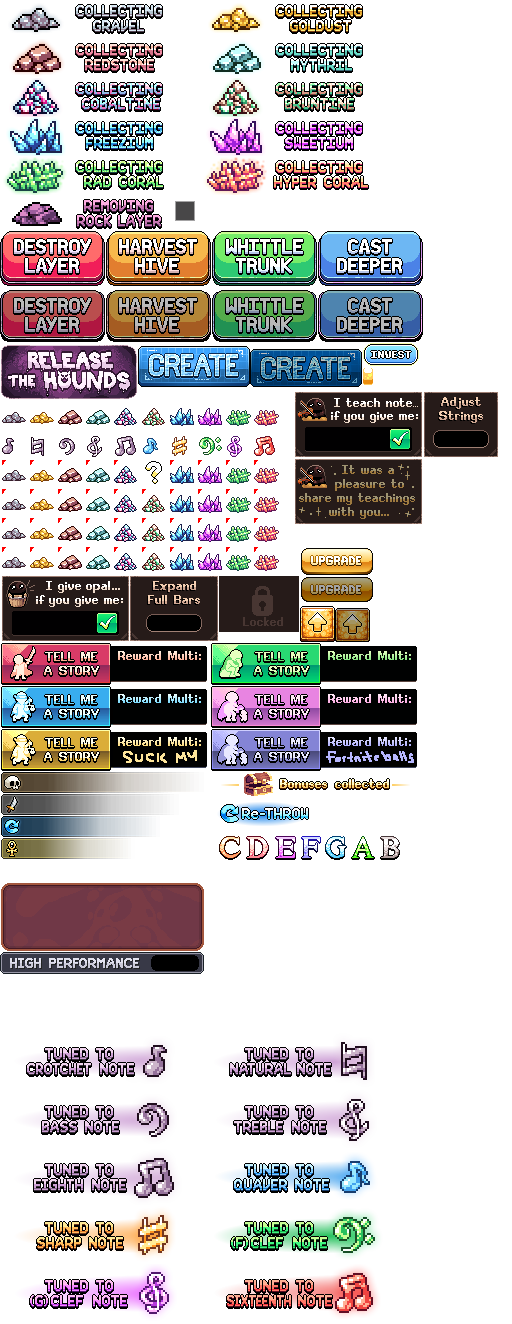 COLLECTING
GRAVEL
COLLECTING
GOLDUST
COLLECTING
REDSTONE
COLLECTING
MYTHRIL
COLLECTING
COBALTINE
COLLECTING
BRUNTINE
COLLECTING
FREEZIUM
COLLECTING
SWEETIUM
COLLECTING
RAD CORAL
COLLECTING
HYPER CORAL
REMOVING
ROCK LAYER
DESTROY
LAYER
HARVEST
HIVE
WHITTLE
TRUNK
CAST
DEEPER
DESTROY
LAYER
HARVEST
HIVE
WHITTLE
TRUNK
CAST
DEEPER
RELEASE
THE HOUNDS
CREATE
CREATE
INVEST
I teach note...
if you give me:
Adjust
Strings
?
It was a
pleasure to
share my teachings
with you...
UPGRADE
UPGRADE
I give opal...
if you give me:
Expand
Full Bars
Locked
TELL ME
A STORY
Reward Multi:
TELL ME
A STORY
Reward Multi:
TELL ME
A STORY
Reward Multi:
TELL ME
A STORY
Reward Multi:
TELL ME
A STORY
Reward Multi:
SUCK MY
TELL ME
A STORY
Reward Multi:
Fortnite balls
Bonuses collected
Re-THROW
C D E F G A B
HIGH PERFORMANCE
TUNED TO
CROTCHET NOTE
TUNED TO
NATURAL NOTE
TUNED TO
BASS NOTE
TUNED TO
TREBLE NOTE
TUNED TO
EIGHTH NOTE
TUNED TO
QUAVER NOTE
TUNED TO
SHARP NOTE
TUNED TO
(F)CLEF NOTE
TUNED TO
(G)CLEF NOTE
TUNED TO
SIXTEENTH NOTE